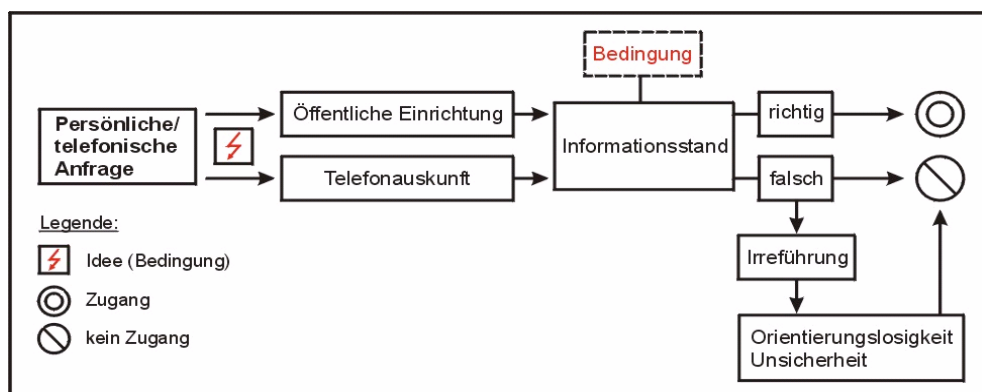 Bedingung
Persönliche/
telefonische
Anfrage
Öffentliche Einrichtung
Telefonauskunft
Informationsstand
richtig
falsch
Irreführung
Orientierungslosigkeit
Unsicherheit
Legende:
Idee (Bedingung)
Zugang
kein Zugang